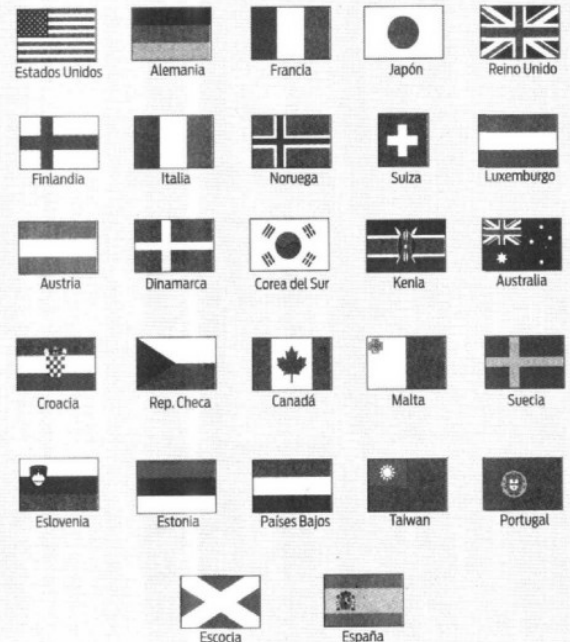 Estados Unidos Alemania Francia Japón Reino Unido
Finlandia Italia Noruega Suiza Luxemburgo
Austria Dinamarca Corea del Sur Kenia Australia
Croacia Rep. Checa Canadá Malta Suecia
Eslovenia Estonia Países Bajos Taiwan Portugal
Escocia España